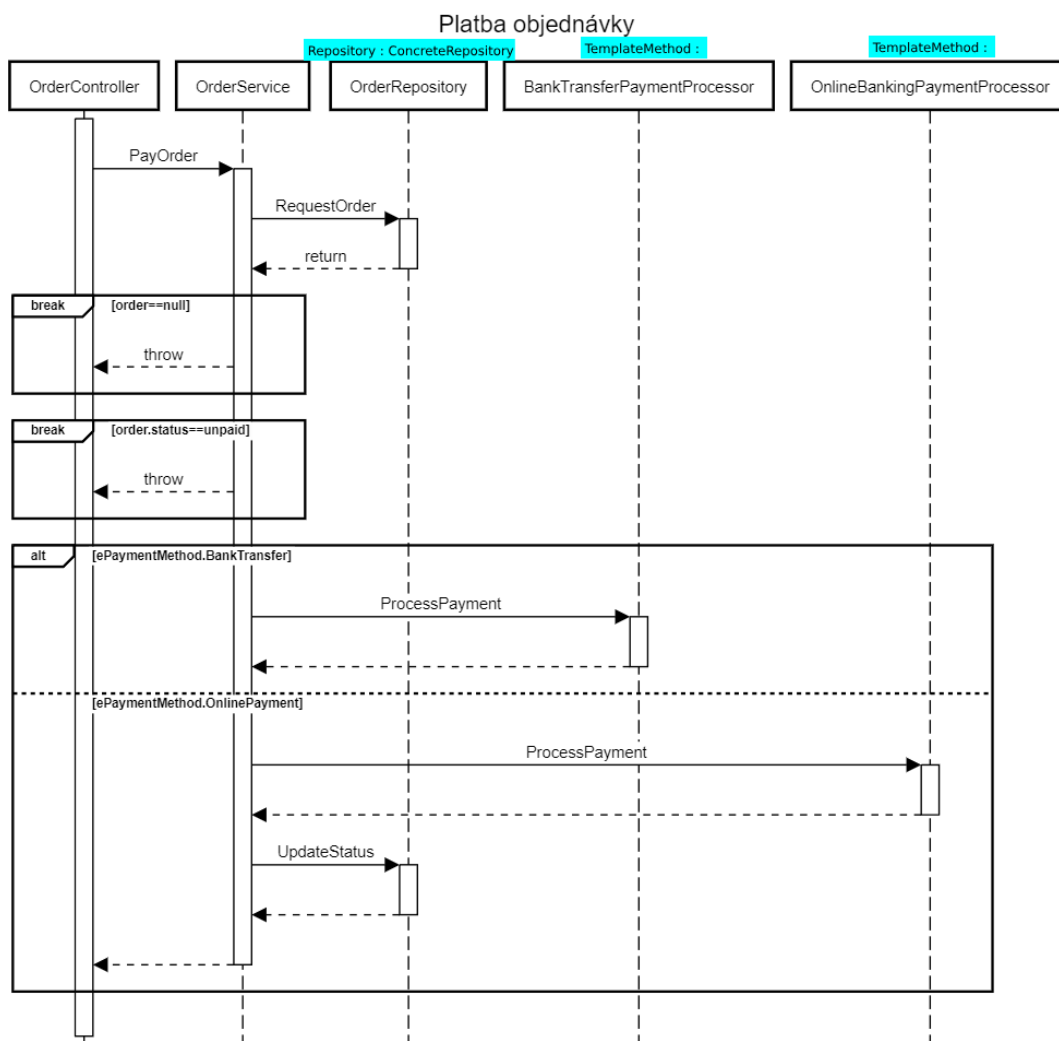 Platba objednávky
Repository : ConcreteRepository
TemplateMethod :
TemplateMethod :
OrderController
OrderService
OrderRepository
BankTransferPaymentProcessor
OnlineBankingPaymentProcessor
PayOrder
RequestOrder
return
break
[order==null]
throw
break
[order.status==unpaid]
throw
alt
[ePaymentMethod.BankTransfer]
ProcessPayment
[ePaymentMethod.OnlinePayment]
ProcessPayment
UpdateStatus